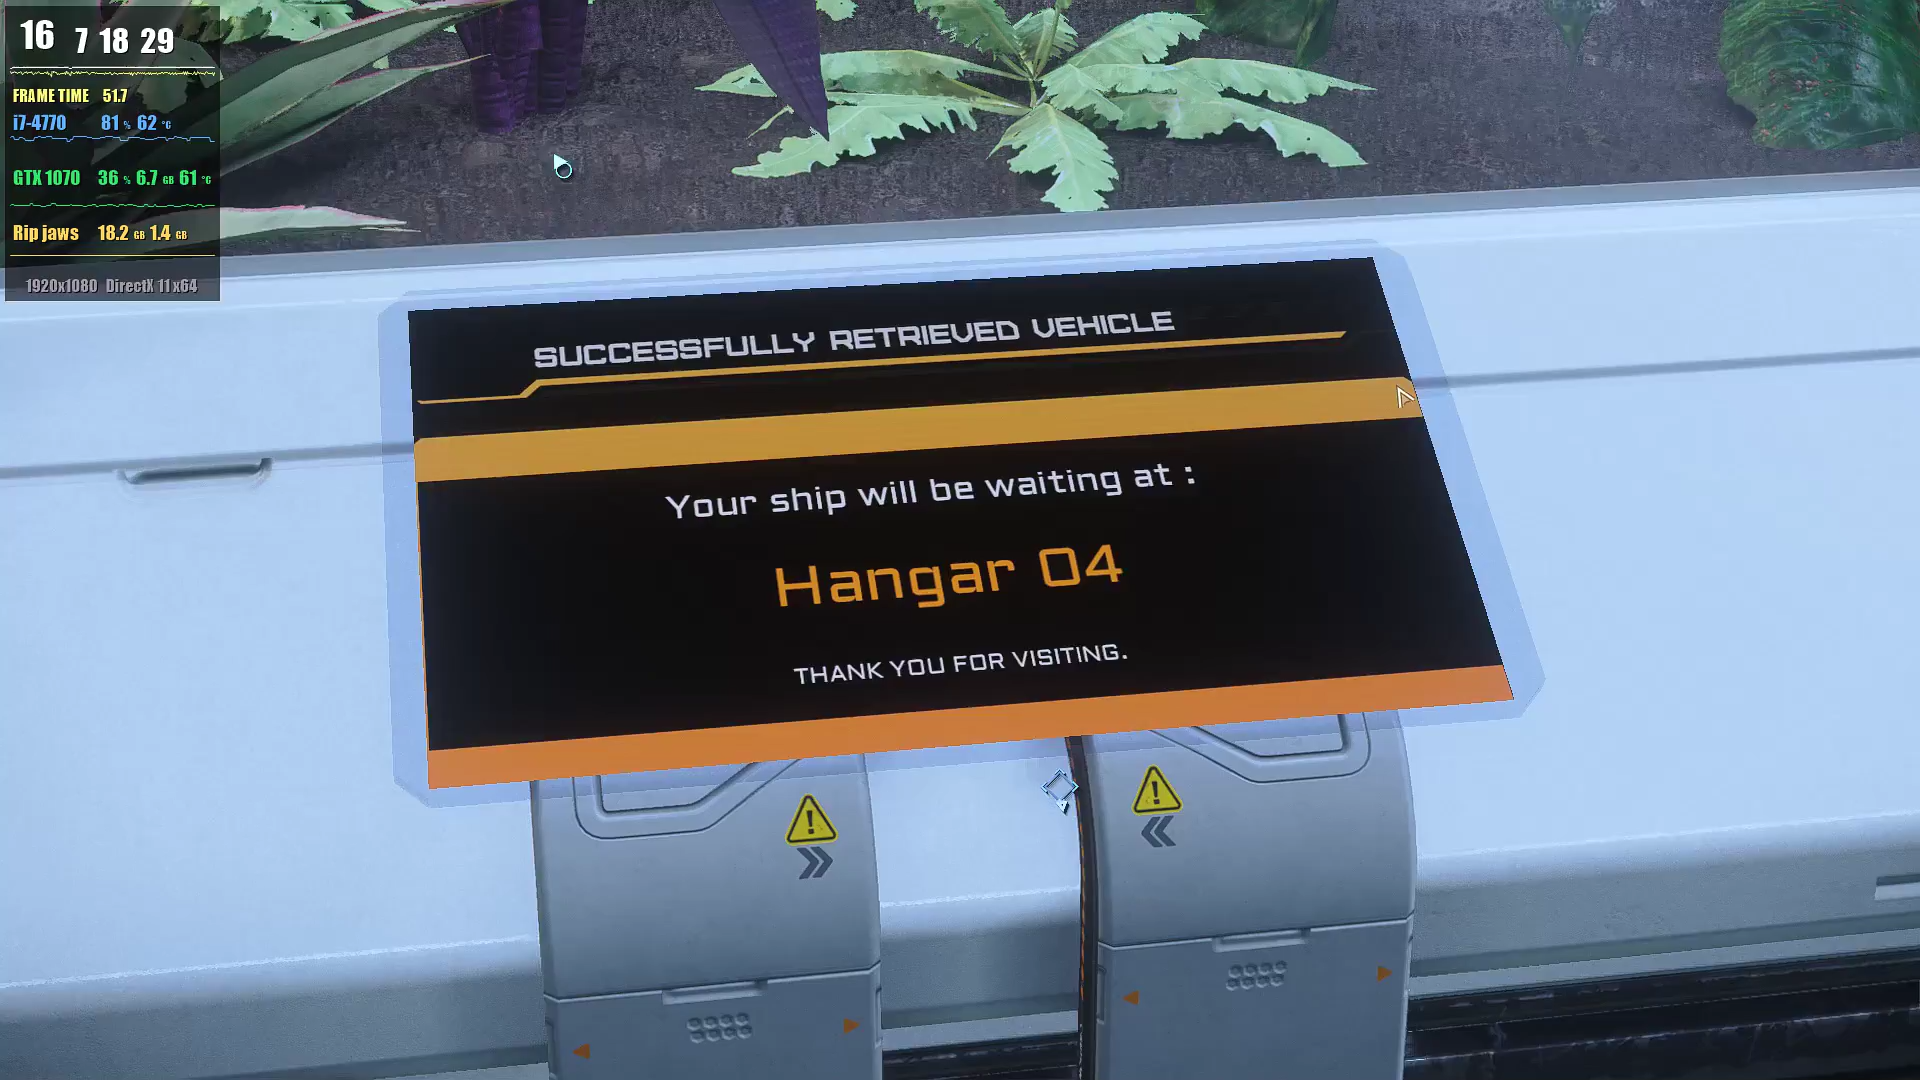 16 7 18 29
FRAME TIME 51.7
i7-4770 81 % 62 °C
GTX 1070 36 % 6.7 GB 61 °C
Rip jaws 18.2 GB 1.4 GB
1920x1080 DirectX 11 x64
SUCCESSFULLY RETRIEVED VEHICLE
Your ship will be waiting at :
Hangar 04
THANK YOU FOR VISITING.